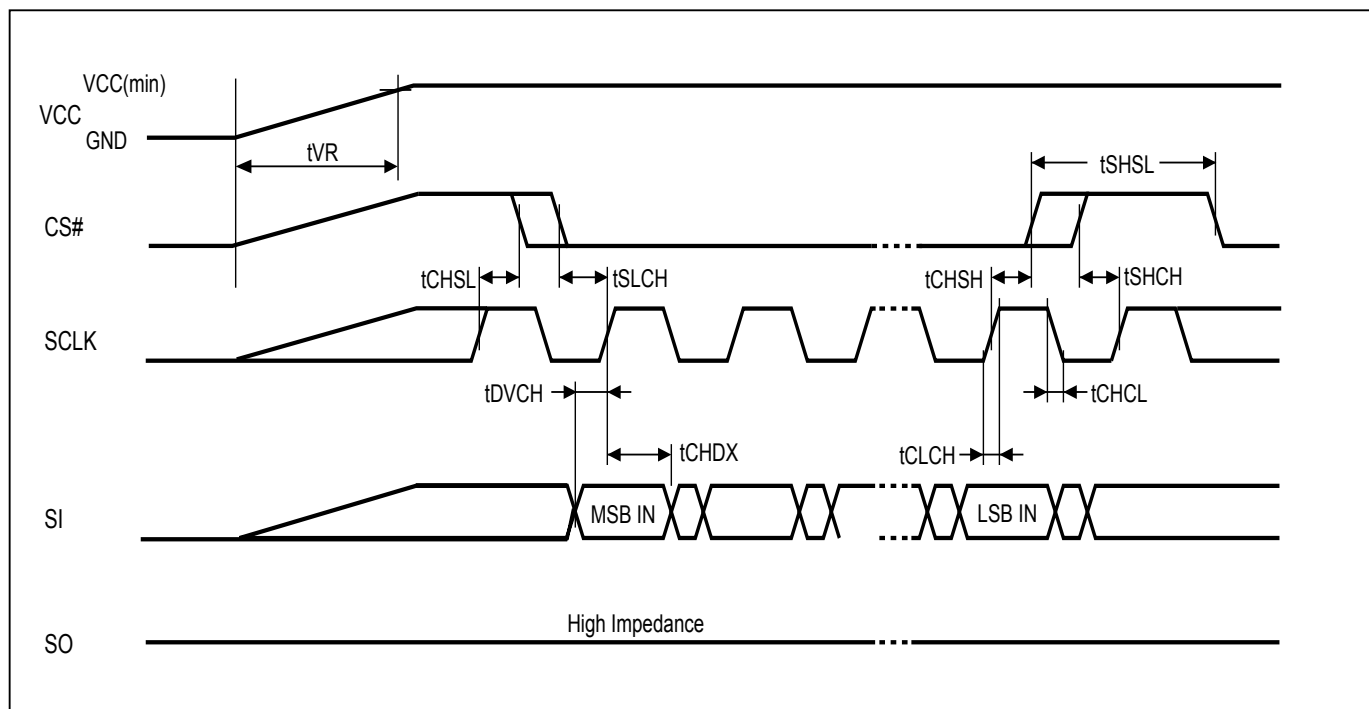 VCC(min)
VCC
GND
tVR
tSHSL
CS#
tCHSL
tSLCH
tCHSH
tSHCH
SCLK
tDVCH
tCHCL
tCHDX
tCLCH
SI
MSB IN
LSB IN
High Impedance
SO